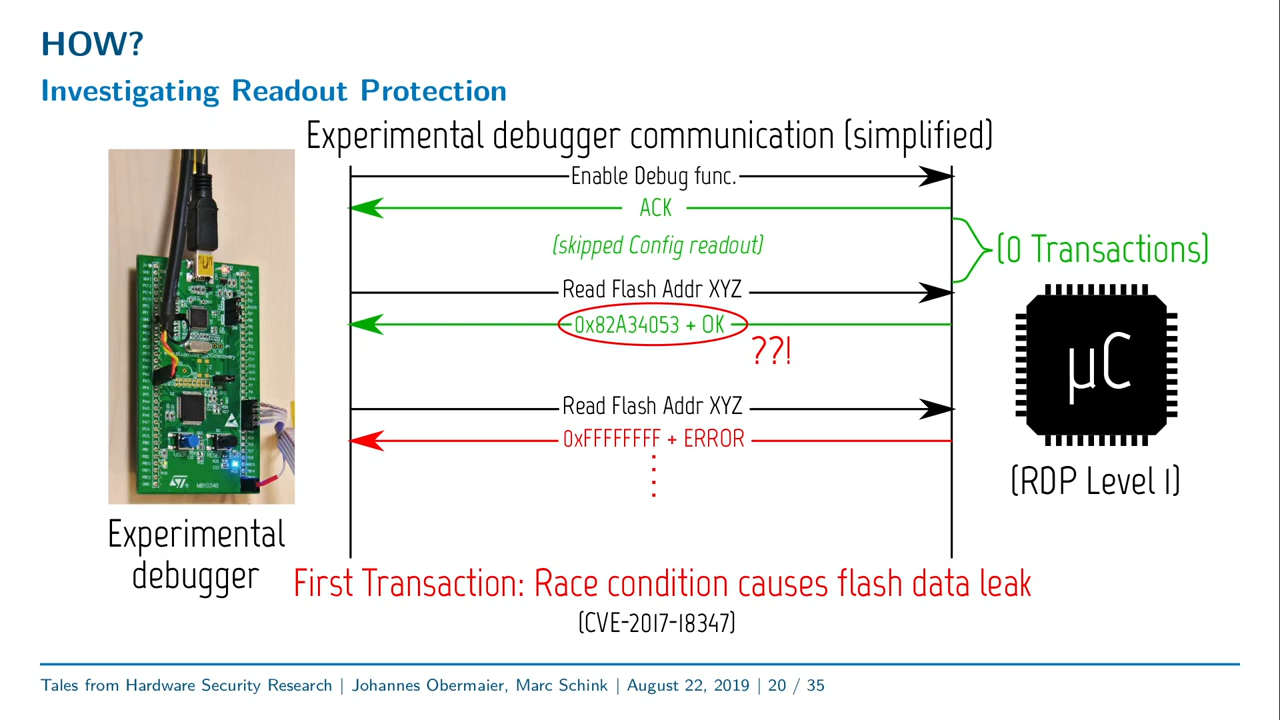 HOW?
Investigating Readout Protection
Experimental debugger communication (simplified)
Enable Debug func.
ACK
(skipped Config readout)
(0 Transactions)
Read Flash Addr XYZ
0x82A34053 + OK
??!
µC
Read Flash Addr XYZ
0xFFFFFFFF + ERROR
(RDP Level 1)
Experimental
debugger
First Transaction: Race condition causes flash data leak
(CVE-2017-18347)
Tales from Hardware Security Research | Johannes Obermaier, Marc Schink | August 22, 2019 | 20 / 35